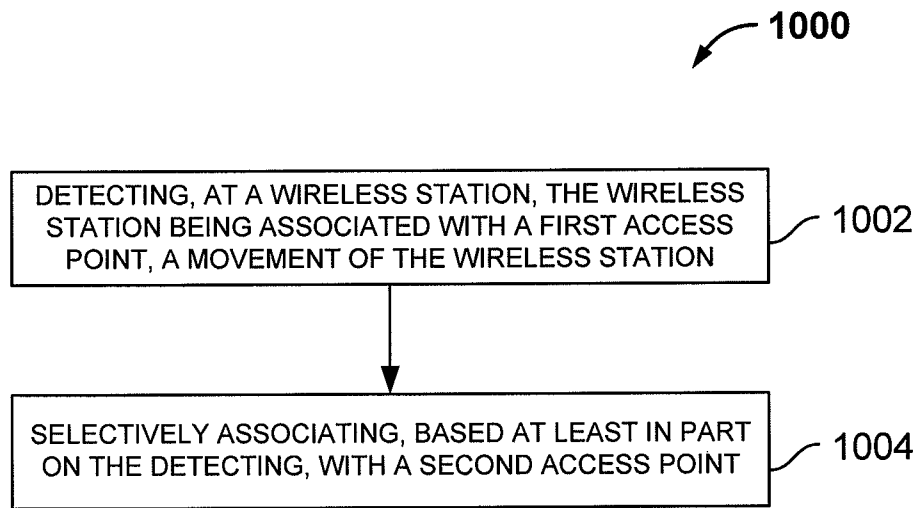 1000
DETECTING, AT A WIRELESS STATION, THE WIRELESS
STATION BEING ASSOCIATED WITH A FIRST ACCESS
POINT, A MOVEMENT OF THE WIRELESS STATION
1002
SELECTIVELY ASSOCIATING, BASED AT LEAST IN PART
ON THE DETECTING, WITH A SECOND ACCESS POINT
1004